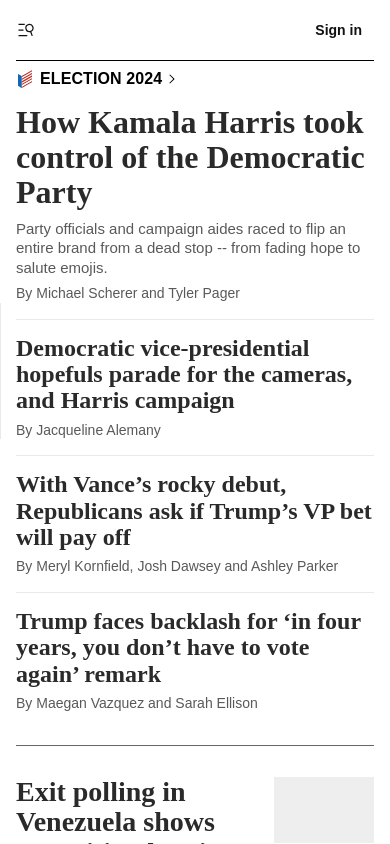 Sign in
ELECTION 2024
How Kamala Harris took
control of the Democratic
Party
Party officials and campaign aides raced to flip an
entire brand from a dead stop -- from fading hope to
salute emojis.
By Michael Scherer and Tyler Pager
Democratic vice-presidential
hopefuls parade for the cameras,
and Harris campaign
By Jacqueline Alemany
With Vance’s rocky debut,
Republicans ask if Trump’s VP bet
will pay off
By Meryl Kornfield, Josh Dawsey and Ashley Parker
Trump faces backlash for ‘in four
years, you don’t have to vote
again’ remark
By Maegan Vazquez and Sarah Ellison
Exit polling in
Venezuela shows